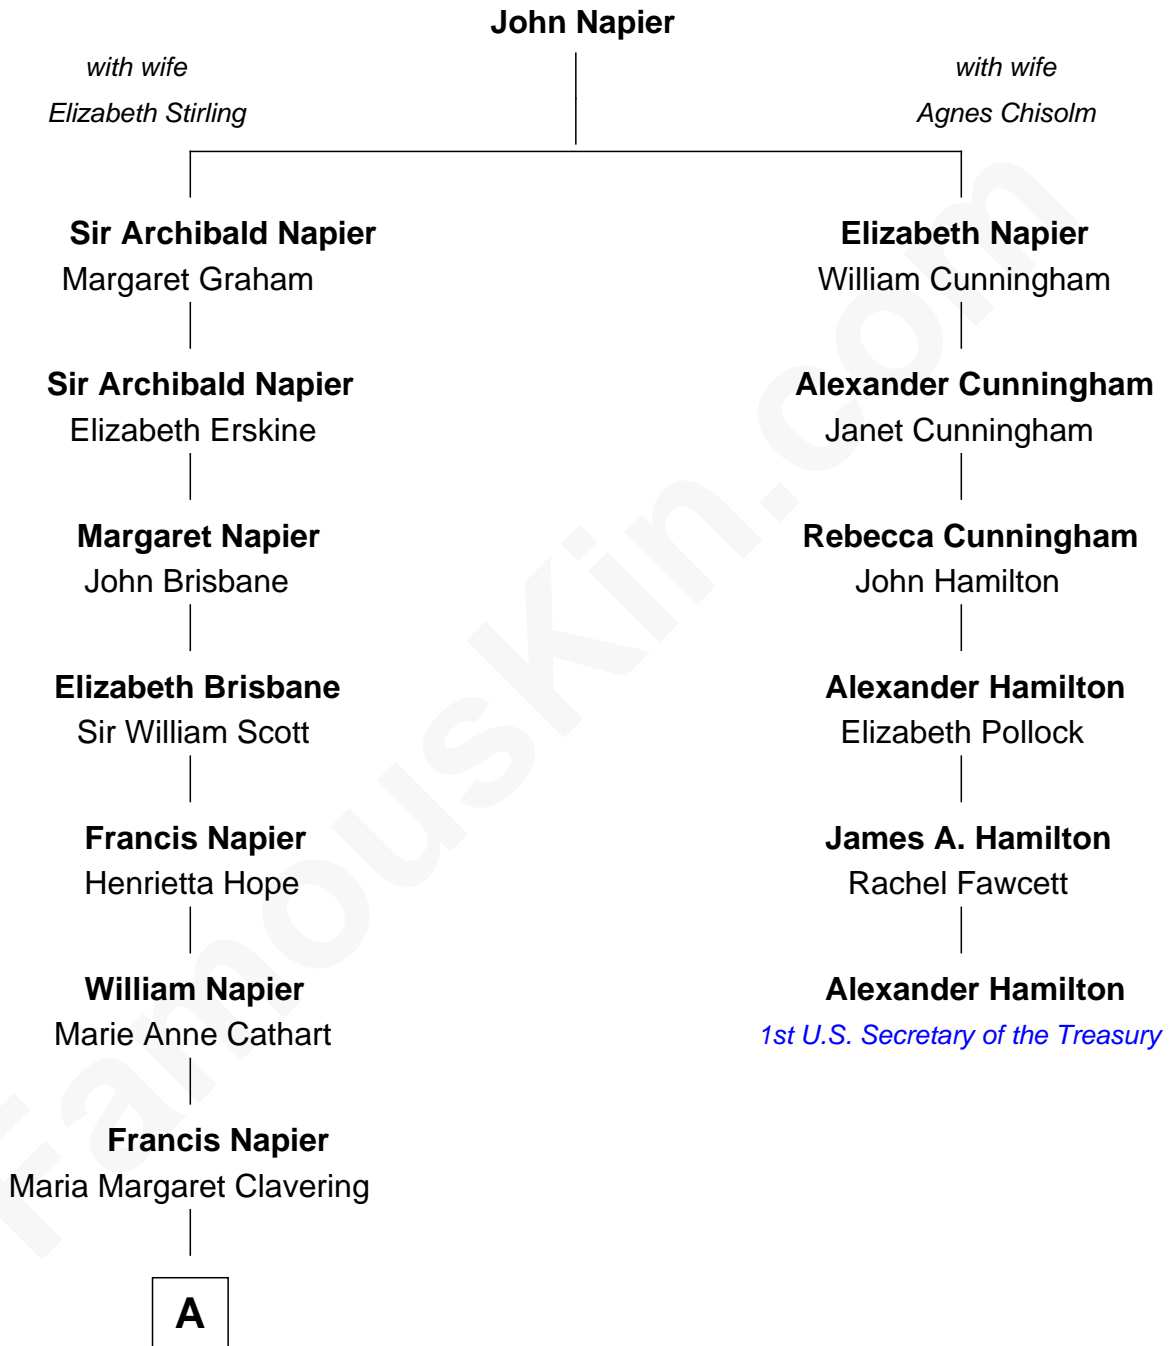 John Napier
with wife
Elizabeth Stirling
with wife
Agnes Chisolm
Sir Archibald Napier
Margaret Graham
Elizabeth Napier
William Cunningham
Sir Archibald Napier
Elizabeth Erskine
Alexander Cunningham
Janet Cunningham
Margaret Napier
John Brisbane
Rebecca Cunningham
John Hamilton
Elizabeth Brisbane
Sir William Scott
Alexander Hamilton
Elizabeth Pollock
Francis Napier
Henrietta Hope
James A. Hamilton
Rachel Fawcett
William Napier
Marie Anne Cathart
Alexander Hamilton
1st U.S. Secretary of the Treasury
Francis Napier
Maria Margaret Clavering
A
FamousKin.com